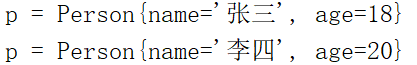 p = Person{name='张三', age=18}
p = Person{name='李四', age=20}